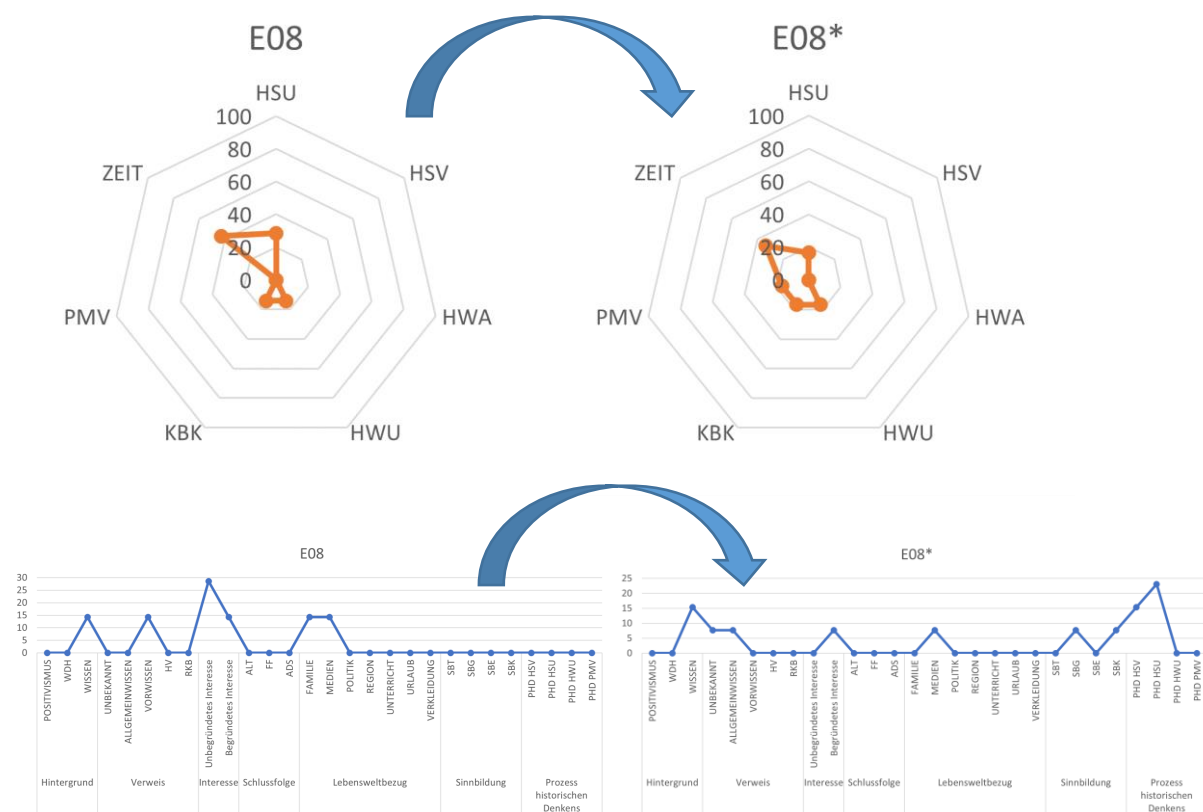 E08
HSU
100
80
60
40
20
0
ZEIT
HSV
PMV
HWA
KBK
HWU
E08*
HSU
100
80
60
40
20
0
ZEIT
HSV
PMV
HWA
KBK
HWU
E08
30
25
20
15
10
5
0
POSITIVISMUS
WDH
WISSEN
UNBEKANNT
ALLGEMEINWISSEN
VORWISSEN
HV
RKB
Unbegründetes Interesse
Begründetes Interesse
ALT
FF
ADS
FAMILIE
MEDIEN
POLITIK
REGION
UNTERRICHT
URLAUB
VERKLEIDUNG
SBT
SBG
SBE
SBK
PHD HSV
PHD HSU
PHD HWU
PHD PMV
Hintergrund
Verweis
Interesse
Schlussfolge
Lebensweltbezug
Sinnbildung
Prozess
historischen
Denkens
E08*
25
20
15
10
5
0
POSITIVISMUS
WDH
WISSEN
UNBEKANNT
ALLGEMEINWISSEN
VORWISSEN
HV
RKB
Unbegründetes Interesse
Begründetes Interesse
ALT
FF
ADS
FAMILIE
MEDIEN
POLITIK
REGION
UNTERRICHT
URLAUB
VERKLEIDUNG
SBT
SBG
SBE
SBK
PHD HSV
PHD HSU
PHD HWU
PHD PMV
Hintergrund
Verweis
Interesse
Schlussfolge
Lebensweltbezug
Sinnbildung
Prozess
historischen
Denkens